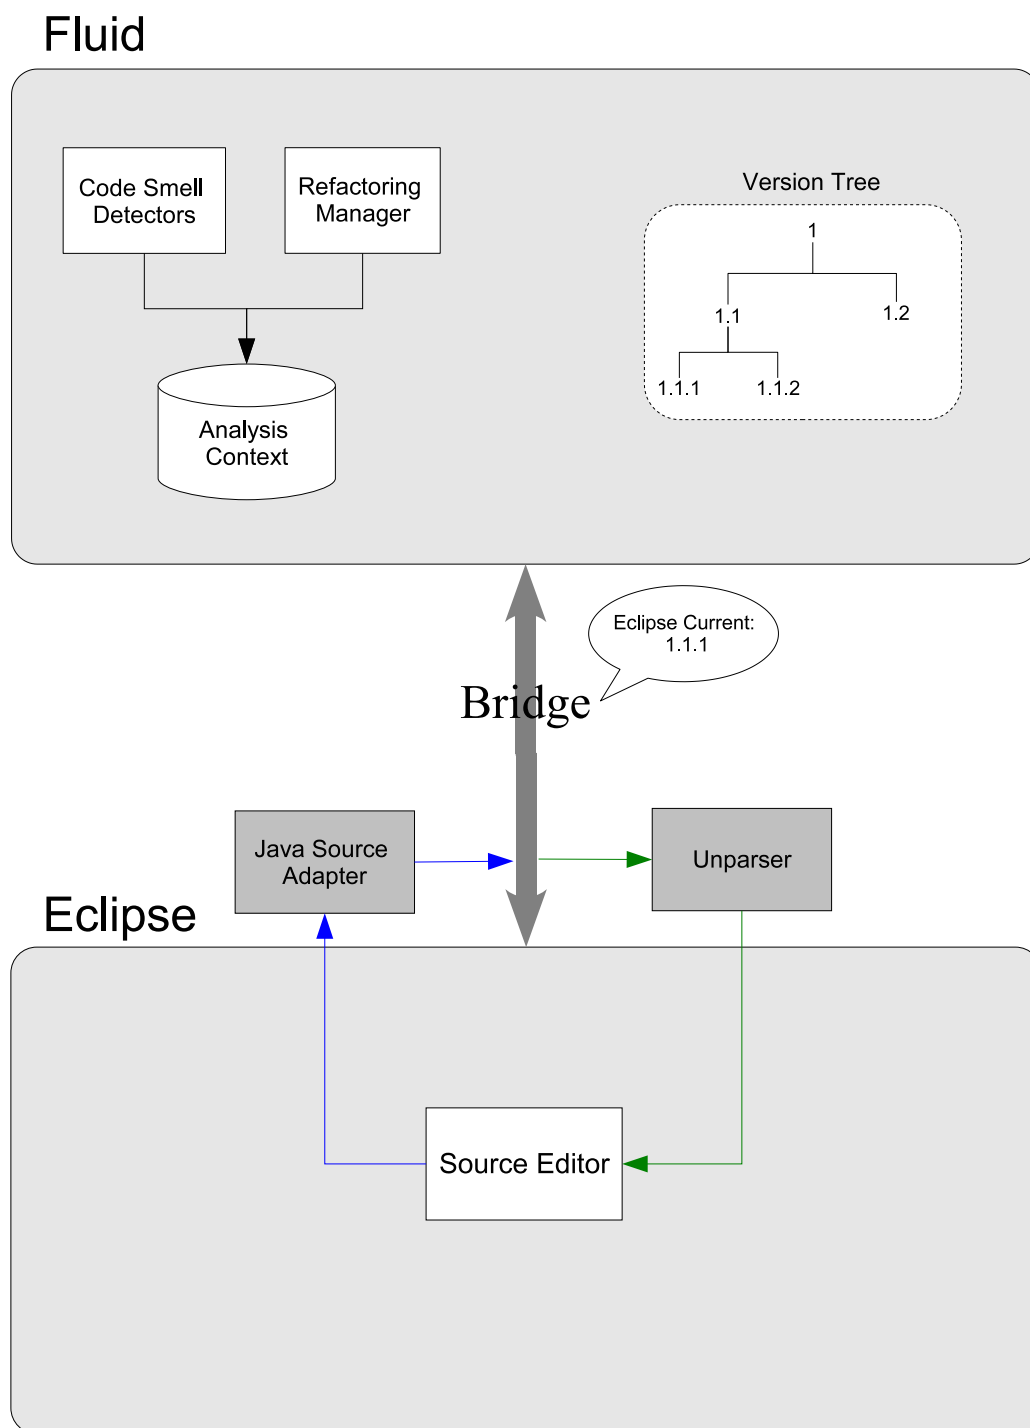 Fluid
Code Smell
Detectors
Refactoring
Manager
Analysis
Context
Version Tree
1
1.1
1.2
1.1.1
1.1.2
Eclipse Current:
1.1.1
Bridge
Java Source
Adapter
Unparser
Eclipse
Source Editor